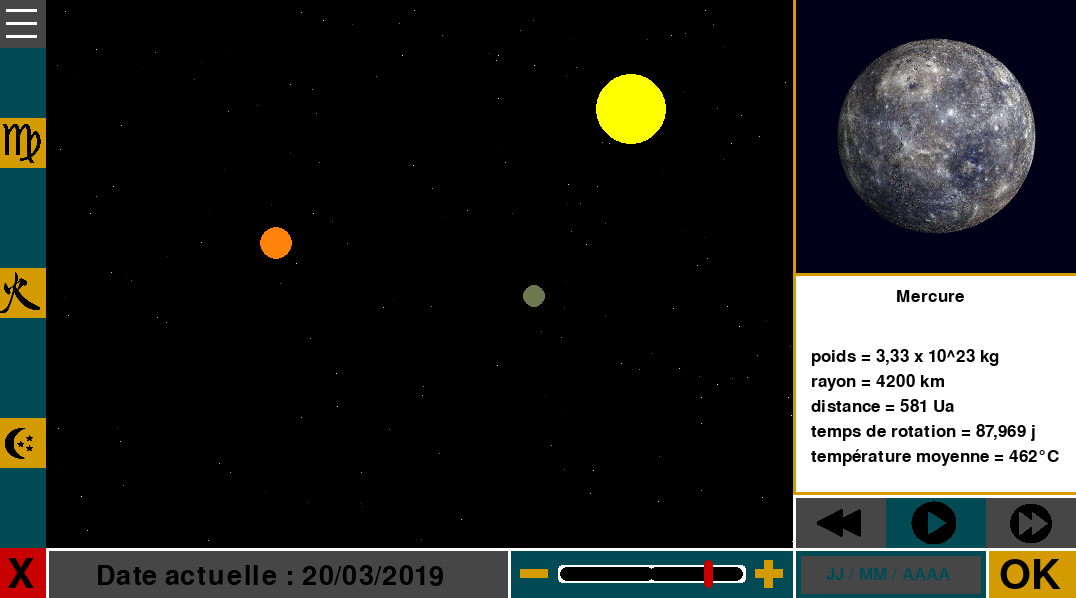 ♍
火
Mercure
poids = 3,33 x 10^23 kg
rayon = 4200 km
distance = 581 Ua
temps de rotation = 87,969 j
température moyenne = 462°C
X
Date actuelle : 20/03/2019
JJ / MM / AAAA
OK